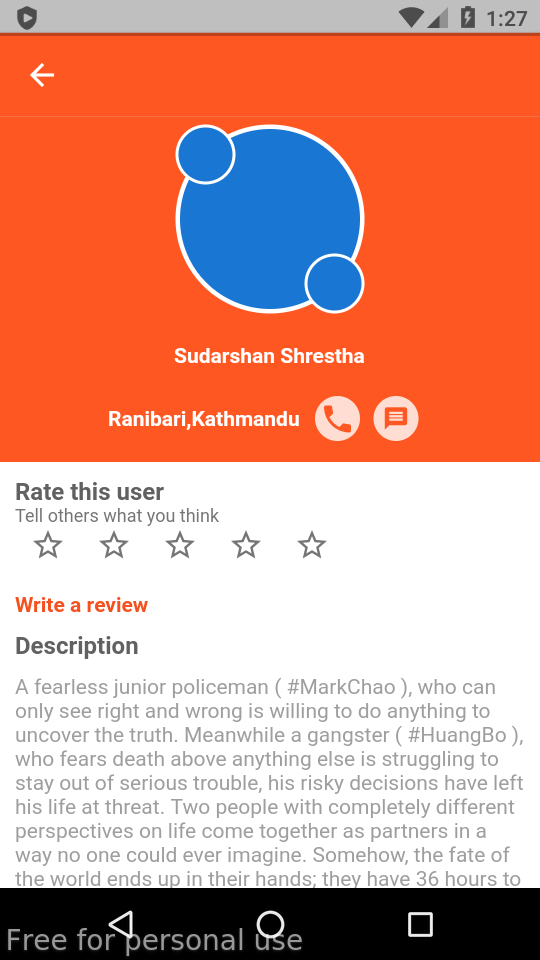 1:27
Sudarshan Shrestha
Ranibari,Kathmandu
Rate this user
Tell others what you think
Write a review
Description
A fearless junior policeman ( #MarkChao ), who can
only see right and wrong is willing to do anything to
uncover the truth. Meanwhile a gangster ( #HuangBo ),
who fears death above anything else is struggling to
stay out of serious trouble, his risky decisions have left
his life at threat. Two people with completely different
perspectives on life come together as partners in a
way no one could ever imagine. Somehow, the fate of
the world ends up in their hands; they have 36 hours to
Free for personal use